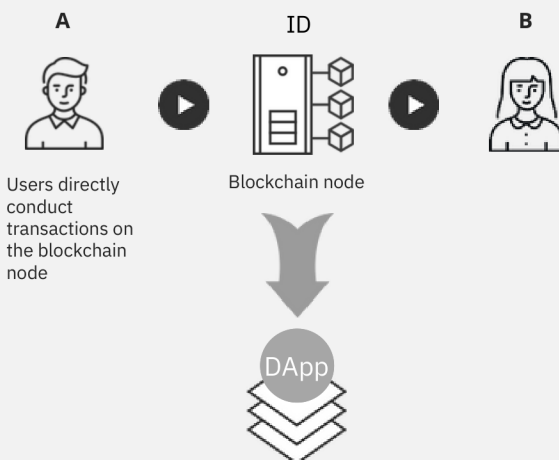 A
ID
B
Users directly
conduct
transactions on
the blockchain
node
Blockchain node
DApp